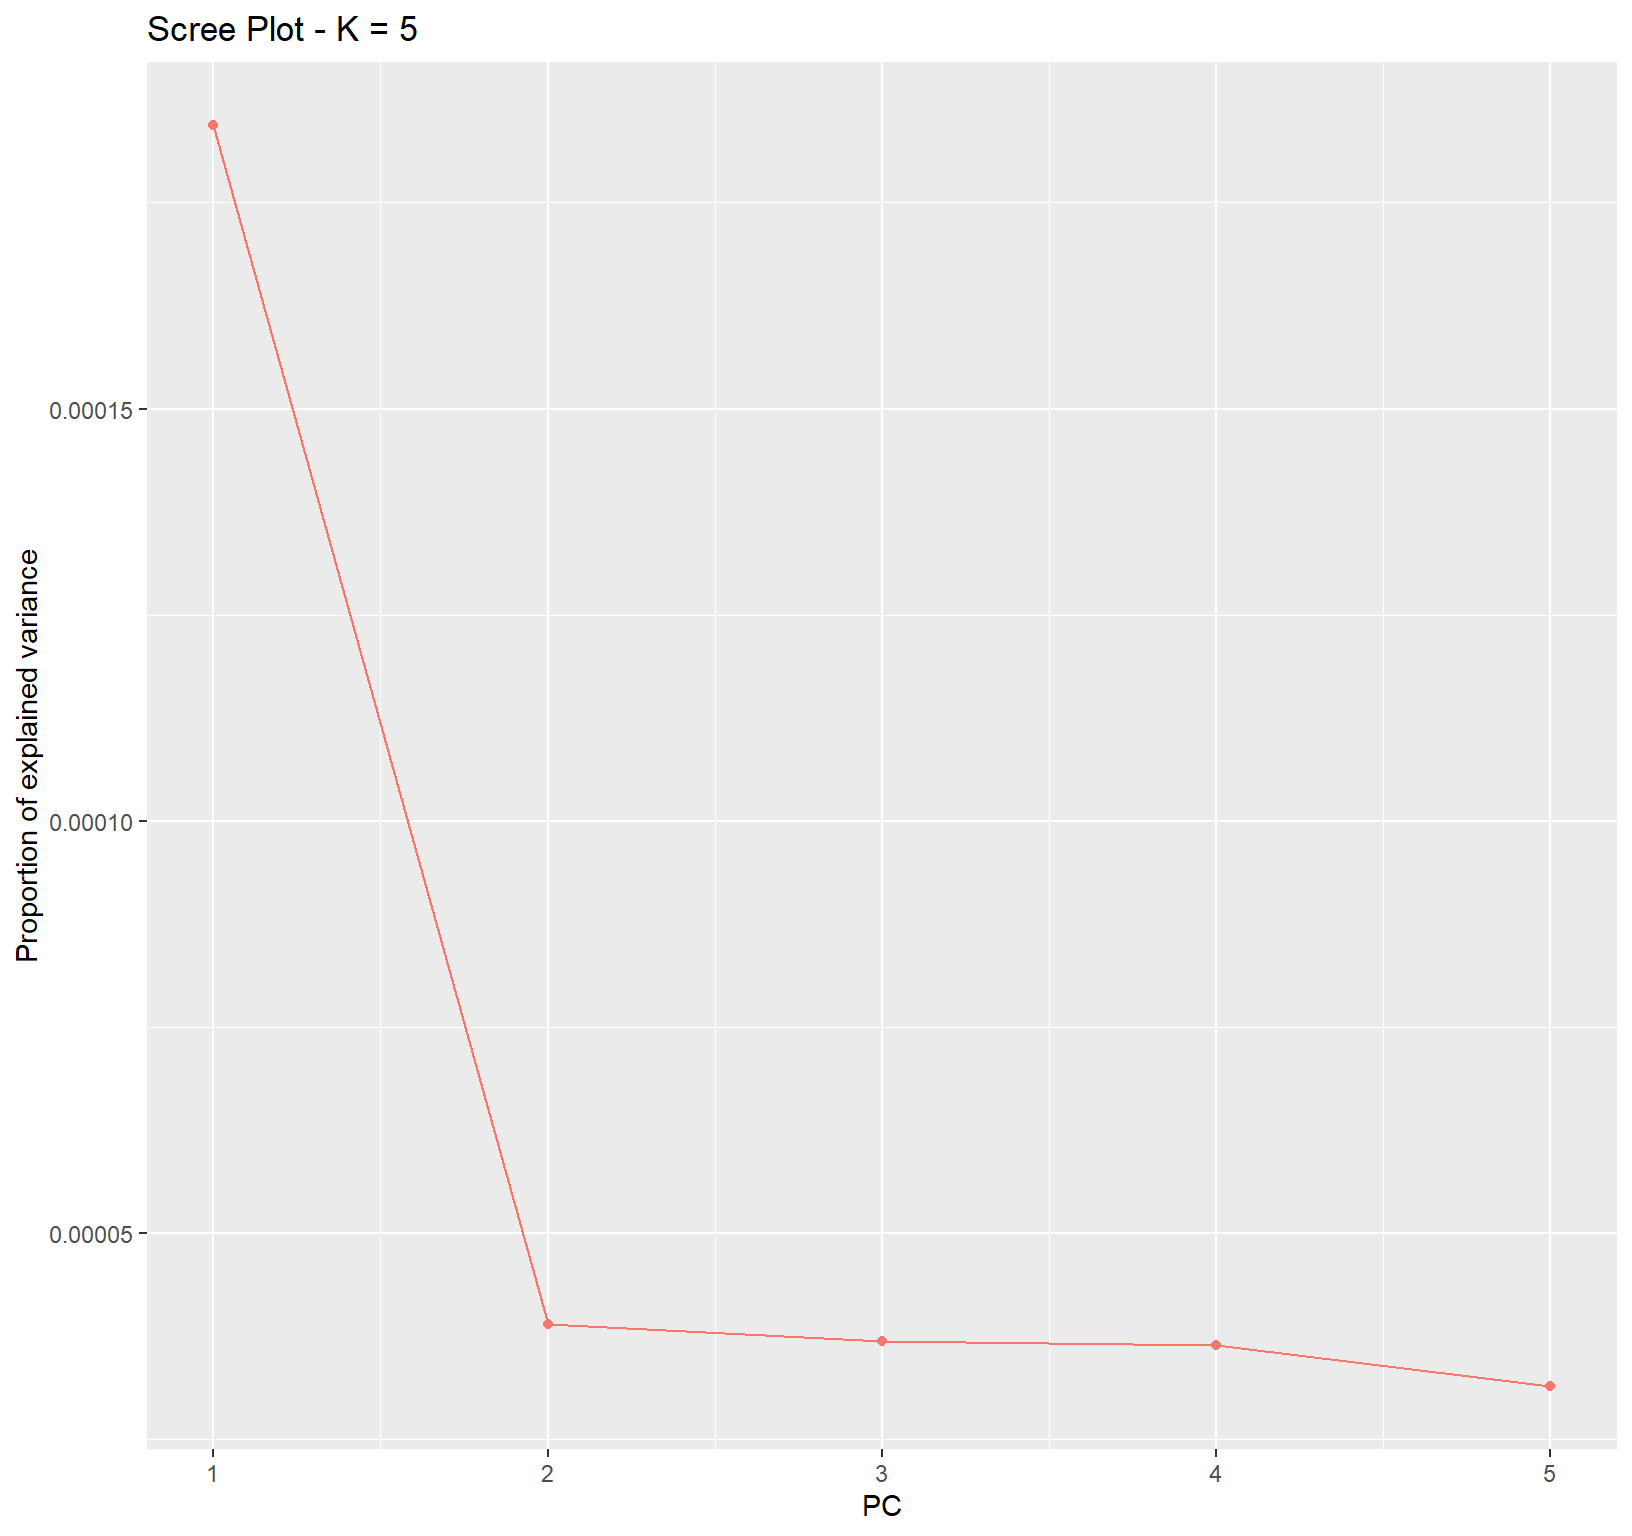 Scree Plot - K = 5
Proportion of explained variance
0.00015
0.00010
0.00005
1 2 3 4 5
PC